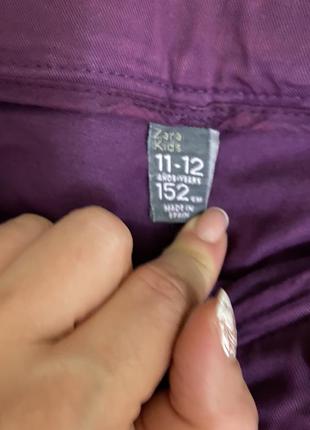 Zara
Kids
11-12
AÑOS-YEARS
152 CM
MADE IN
SPAIN